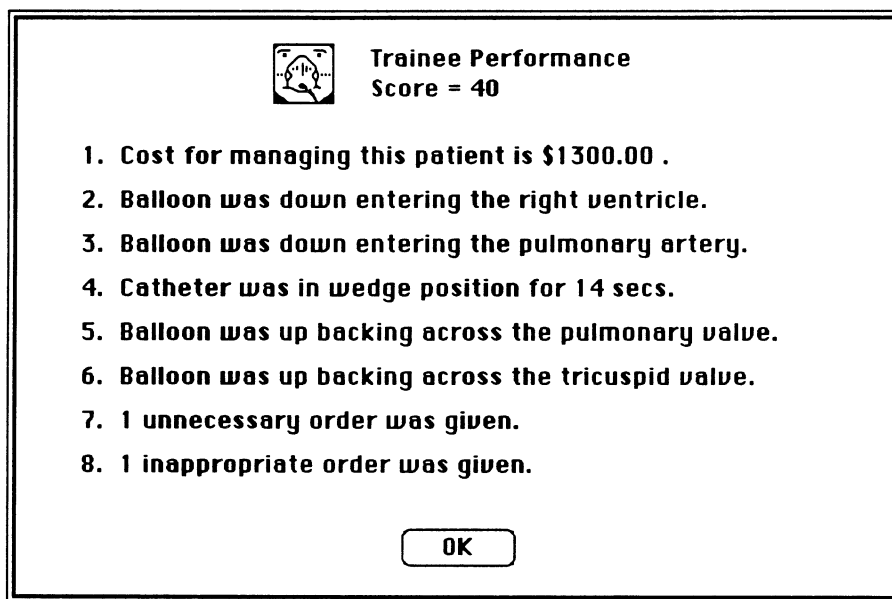 Trainee Performance
Score = 40
1. Cost for managing this patient is $1300.00 .
2. Balloon was down entering the right ventricle.
3. Balloon was down entering the pulmonary artery.
4. Catheter was in wedge position for 14 secs.
5. Balloon was up backing across the pulmonary valve.
6. Balloon was up backing across the tricuspid valve.
7. 1 unnecessary order was given.
8. 1 inappropriate order was given.
OK